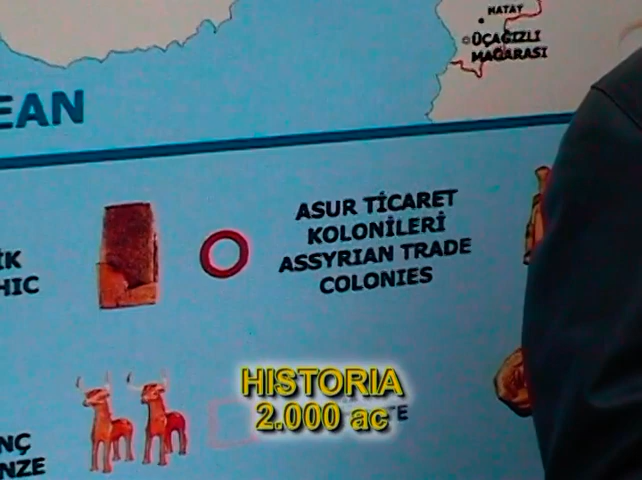 HATAY
ÜÇAĞIZLI
MAĞARASI
EAN
ASUR TİCARET
KOLONİLERİ
ASSYRIAN TRADE
COLONIES
İK
HIC
HISTORIA
2.000 ac
NÇ
NZE